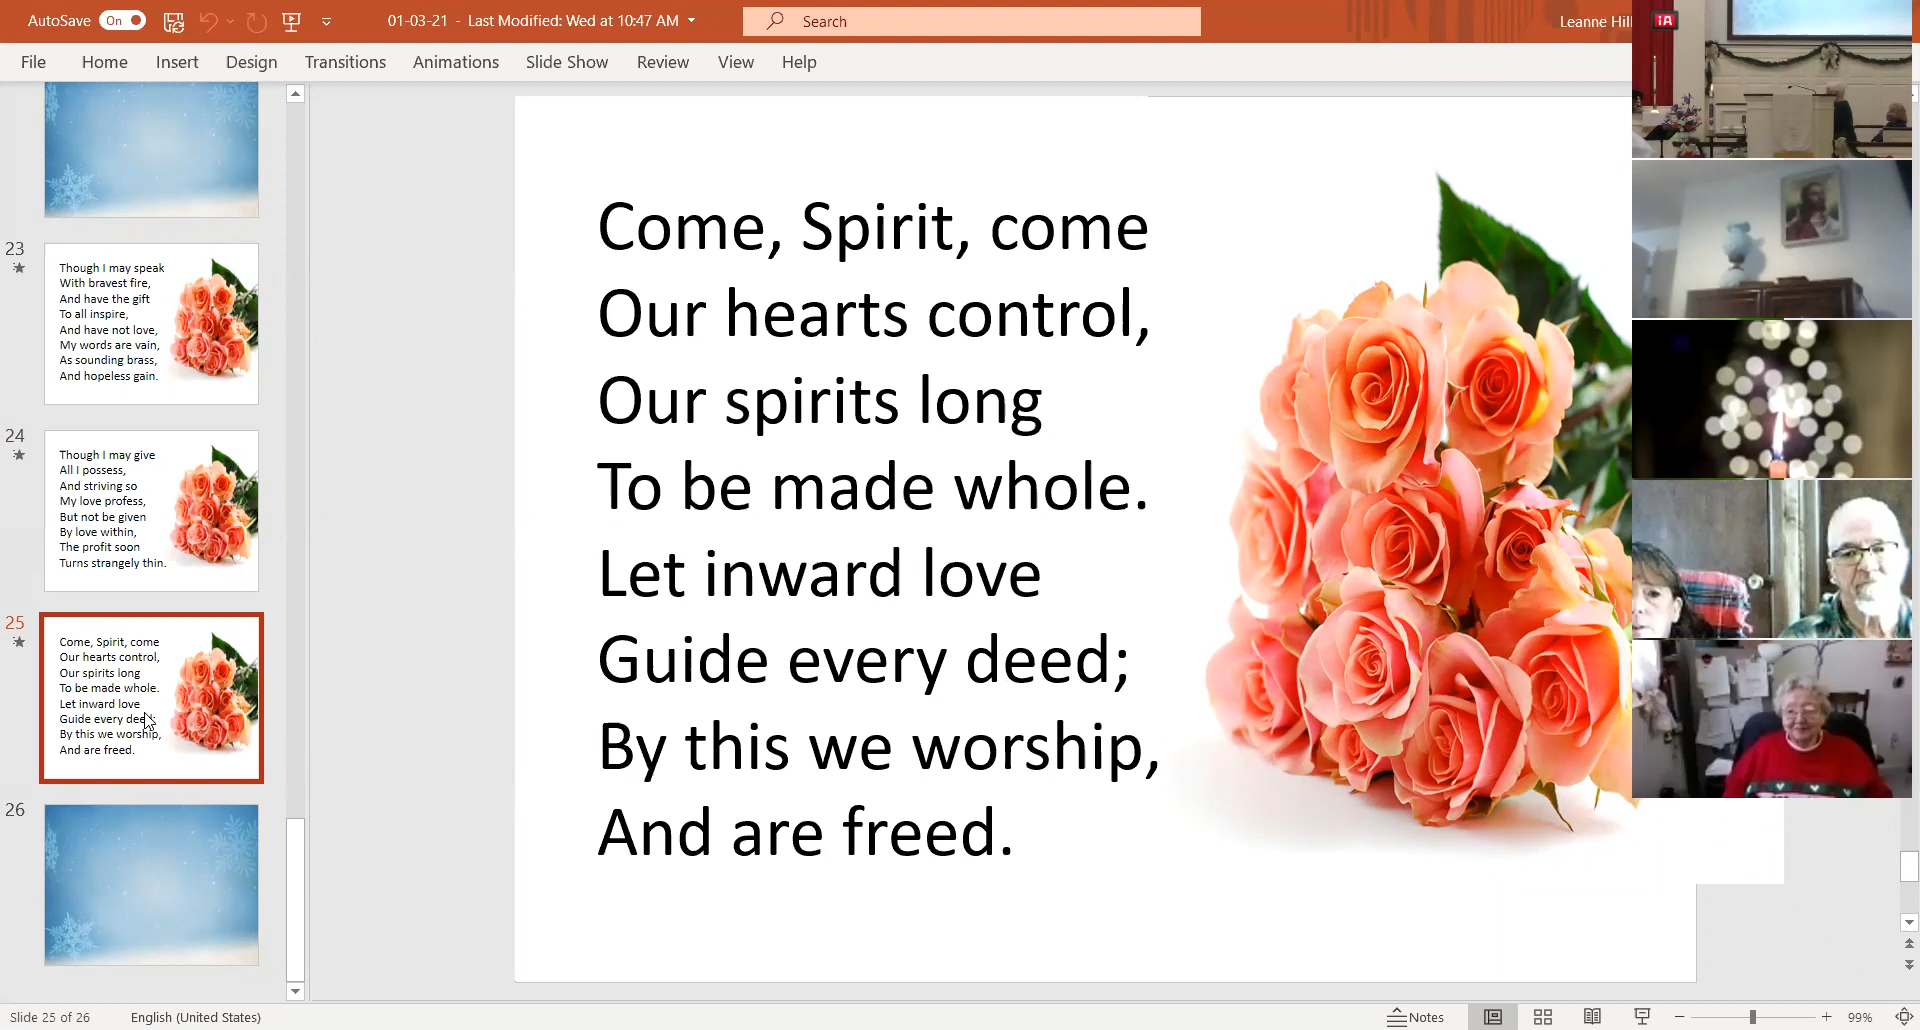 AutoSave On 01-03-21 - Last Modified: Wed at 10:47 AM Search Leanne Hill iA
File Home Insert Design Transitions Animations Slide Show Review View Help
23
Though I may speak
With bravest fire,
And have the gift
To all inspire,
And have not love,
My words are vain,
As sounding brass,
And hopeless gain.
24
Though I may give
All I possess,
And striving so
My love profess,
But not be given
By love within,
The profit soon
Turns strangely thin.
25
Come, Spirit, come
Our hearts control,
Our spirits long
To be made whole.
Let inward love
Guide every deed;
By this we worship,
And are freed.
26
Come, Spirit, come
Our hearts control,
Our spirits long
To be made whole.
Let inward love
Guide every deed;
By this we worship,
And are freed.
Slide 25 of 26 English (United States) Notes 99%